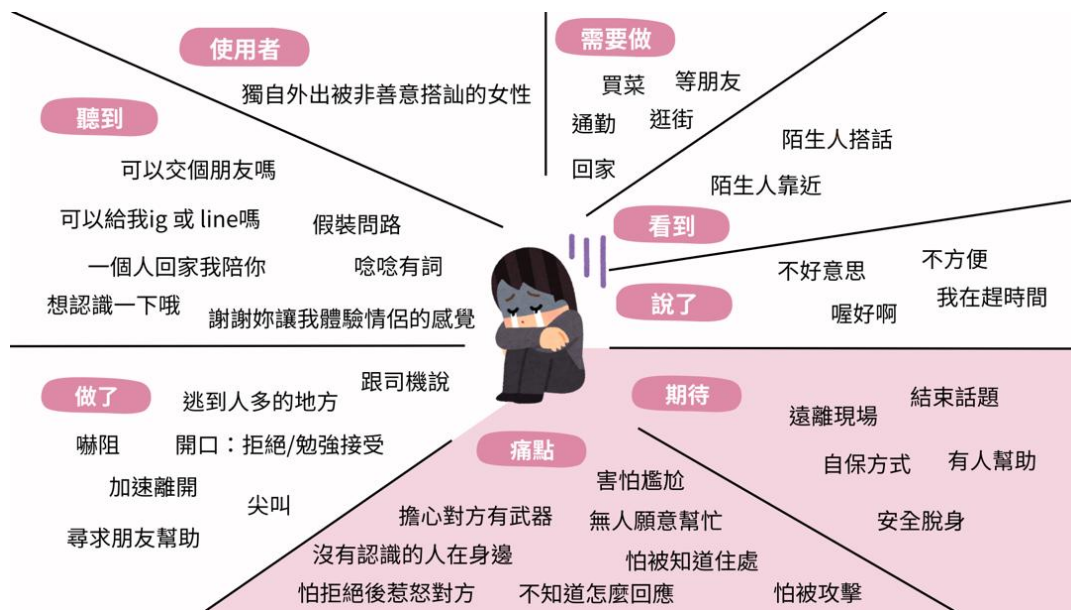 使用者
獨自外出被非善意搭訕的女性
需要做
買菜
等朋友
通勤
逛街
回家
聽到
可以交個朋友嗎
可以給我ig 或 line嗎
假裝問路
一個人回家我陪你
唸唸有詞
想認識一下哦
謝謝妳讓我體驗情侶的感覺
陌生人搭話
陌生人靠近
看到
說了
不好意思
不方便
喔好啊
我在趕時間
做了
逃到人多的地方
跟司機說
嚇阻
開口：拒絕/勉強接受
加速離開
尖叫
尋求朋友幫助
痛點
害怕尷尬
擔心對方有武器
無人願意幫忙
沒有認識的人在身邊
怕被知道住處
怕拒絕後惹怒對方
不知道怎麼回應
怕被攻擊
期待
結束話題
遠離現場
自保方式
有人幫助
安全脫身